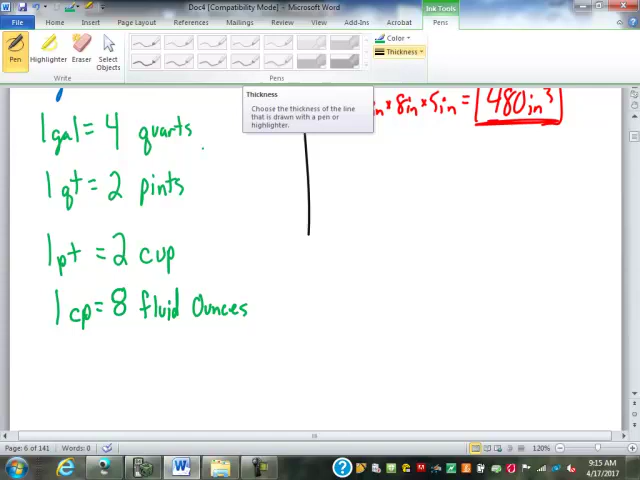 Doc4 [Compatibility Mode] - Microsoft Word
Ink Tools
File
Home
Insert
Page Layout
References
Mailings
Review
View
Add-Ins
Acrobat
Pens
Pen
Highlighter
Eraser
Select Objects
Color
Thickness
Write
Pens
Thickness
Choose the thickness of the line
that is drawn with a pen or
highlighter.
in * 8in * 5in = 480in³
1 gal = 4 quarts
1 qt = 2 pints
1 pt = 2 cup
1 cp = 8 fluid Ounces
Page: 6 of 141
Words: 0
120%
9:15 AM
4/17/2017